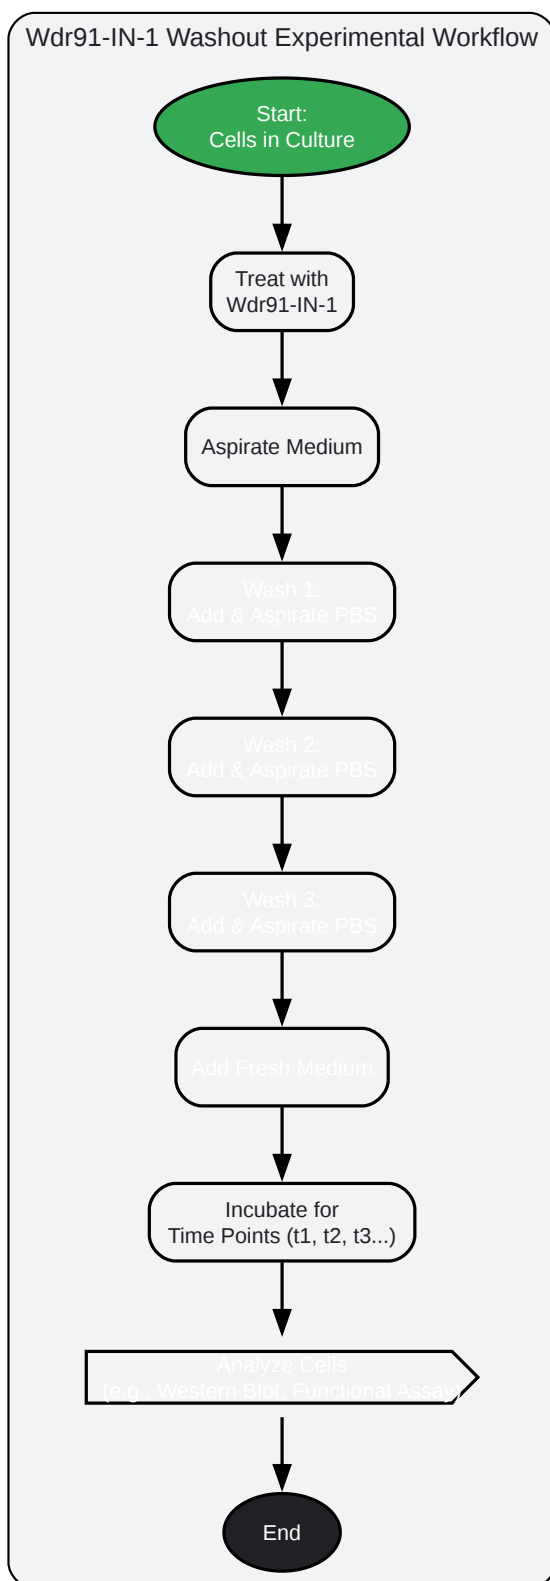 Wdr91-IN-1 Washout Experimental Workflow
Start:
Cells in Culture
Treat with
Wdr91-IN-1
Aspirate Medium
Wash 1:
Add & Aspirate PBS
Wash 2:
Add & Aspirate PBS
Wash 3:
Add & Aspirate PBS
Add Fresh Medium
Incubate for
Time Points (t1, t2, t3...)
Analyze Cells
(e.g., Western Blot, Functional Assay)
End